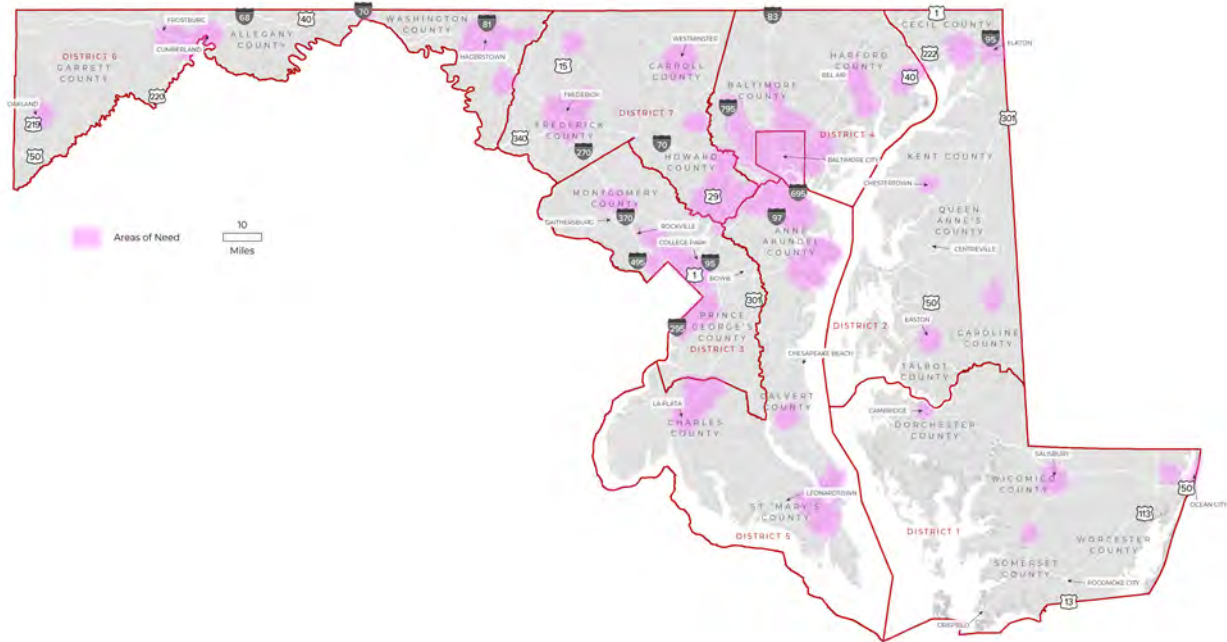 68
40
70
83
1
CECIL COUNTY
FROSTBURG
ALLEGANY
COUNTY
WASHINGTON
COUNTY
81
WESTMINSTER
95
ELKTON
222
CUMBERLAND
HAGERSTOWN
15
CARROLL
COUNTY
HARFORD
COUNTY
BEL AIR
40
DISTRICT 6
GARRETT
COUNTY
220
BALTIMORE
COUNTY
795
OAKLAND
219
FREDERICK
FREDERICK
COUNTY
DISTRICT 7
DISTRICT 4
301
50
340
270
70
HOWARD
COUNTY
BALTIMORE CITY
KENT COUNTY
CHESTERTOWN
MONTGOMERY
COUNTY
29
695
GAITHERSBURG
370
ROCKVILLE
97
ANNE
ARUNDEL
COUNTY
QUEEN
ANNE'S
COUNTY
Areas of Need
10
Miles
COLLEGE PARK
CENTREVILLE
495
95
1
BOWIE
301
50
295
PRINCE
GEORGE'S
COUNTY
DISTRICT 3
DISTRICT 2
EASTON
CAROLINE
COUNTY
CHESAPEAKE BEACH
TALBOT
COUNTY
LA PLATA
CHARLES
COUNTY
CALVERT
COUNTY
CAMBRIDGE
DORCHESTER
COUNTY
SALISBURY
WICOMICO
COUNTY
50
OCEAN CITY
LEONARDTOWN
ST. MARY'S
COUNTY
113
DISTRICT 5
DISTRICT 1
WORCESTER
COUNTY
SOMERSET
COUNTY
POCOMOKE CITY
13
CRISFIELD